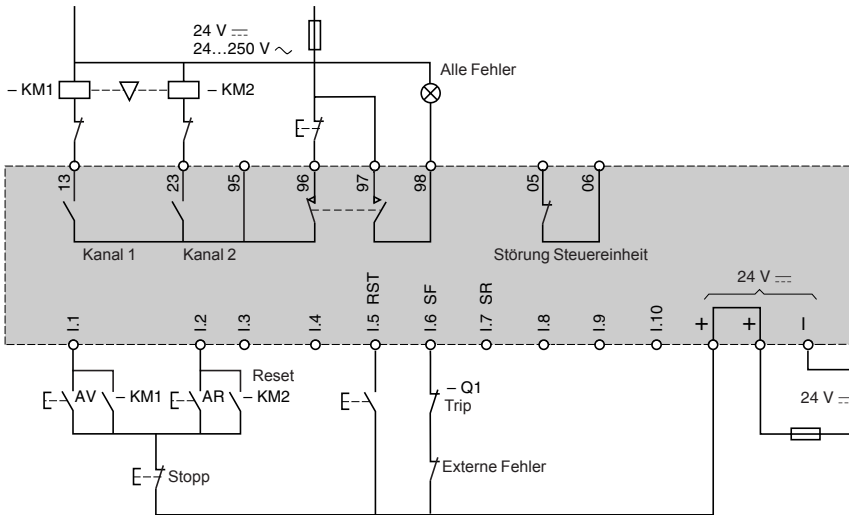 24 V ⎓
24...250 V ∼
Alle Fehler
– KM1
– KM2
13
23
95
96
97
98
05
06
Kanal 1
Kanal 2
Störung Steuereinheit
24 V ⎓
I.1
I.2
I.3
I.4
I.5 RST
I.6 SF
I.7 SR
I.8
I.9
I.10
+
+
I
Reset
AV
– KM1
AR
– KM2
– Q1
Trip
24 V ⎓
Stopp
Externe Fehler